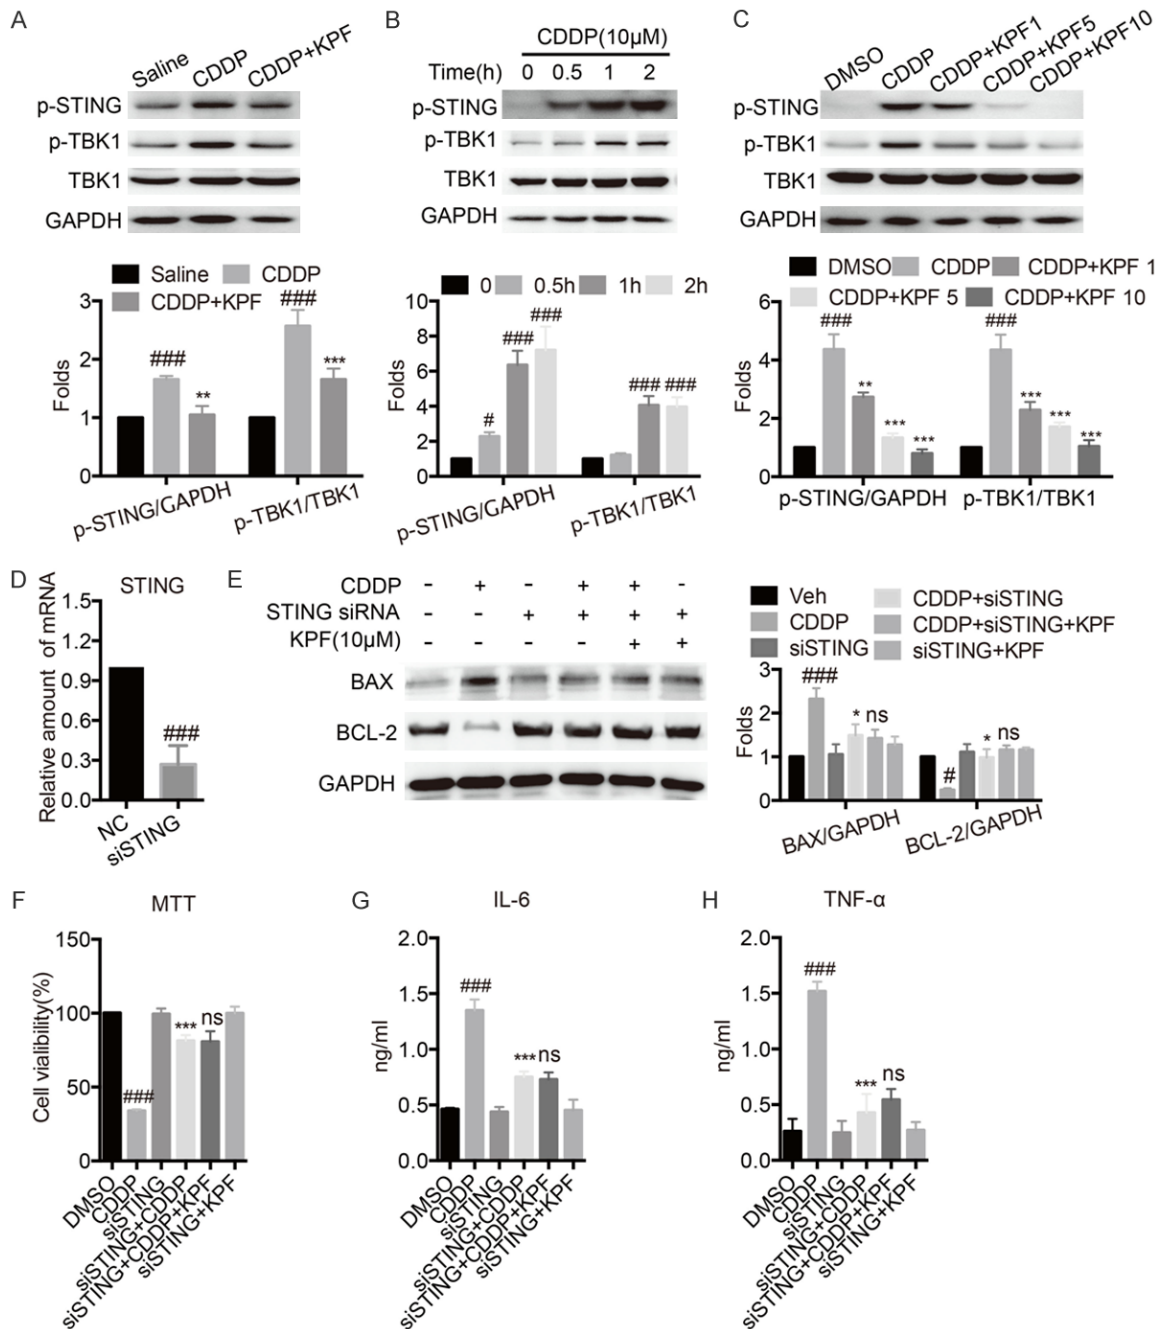 A
Saline CDDP CDDP+KPF
p-STING
p-TBK1
TBK1
GAPDH
Saline CDDP
CDDP+KPF
Folds
3
2
1
0
### ** ### ***
p-STING/GAPDH p-TBK1/TBK1
B
CDDP(10μM)
Time(h) 0 0.5 1 2
p-STING
p-TBK1
TBK1
GAPDH
0 0.5h 1h 2h
Folds
10
8
6
4
2
0
# ### ### ### ###
p-STING/GAPDH p-TBK1/TBK1
C
DMSO CDDP CDDP+KPF1 CDDP+KPF5 CDDP+KPF10
p-STING
p-TBK1
TBK1
GAPDH
DMSO CDDP CDDP+KPF 1
CDDP+KPF 5 CDDP+KPF 10
Folds
6
4
2
0
### ** *** *** ### *** *** ***
p-STING/GAPDH p-TBK1/TBK1
D
STING
Relative amount of mRNA
1.5
1.2
0.9
0.6
0.3
0.0
###
NC siSTING
E
CDDP - + - + + -
STING siRNA - - + + + +
KPF(10μM) - - - - + +
BAX
BCL-2
GAPDH
Veh CDDP+siSTING
CDDP CDDP+siSTING+KPF
siSTING siSTING+KPF
Folds
3
2
1
0
### * ns # * ns
BAX/GAPDH BCL-2/GAPDH
F
MTT
Cell vialibility(%)
150
100
50
0
### *** ns
DMSO
CDDP
siSTING
siSTING+CDDP
siSTING+CDDP+KPF
siSTING+KPF
G
IL-6
ng/ml
2.0
1.5
1.0
0.5
0.0
### *** ns
DMSO
CDDP
siSTING
siSTING+CDDP
siSTING+CDDP+KPF
siSTING+KPF
H
TNF-α
ng/ml
2.0
1.5
1.0
0.5
0.0
### *** ns
DMSO
CDDP
siSTING
siSTING+CDDP
siSTING+CDDP+KPF
siSTING+KPF